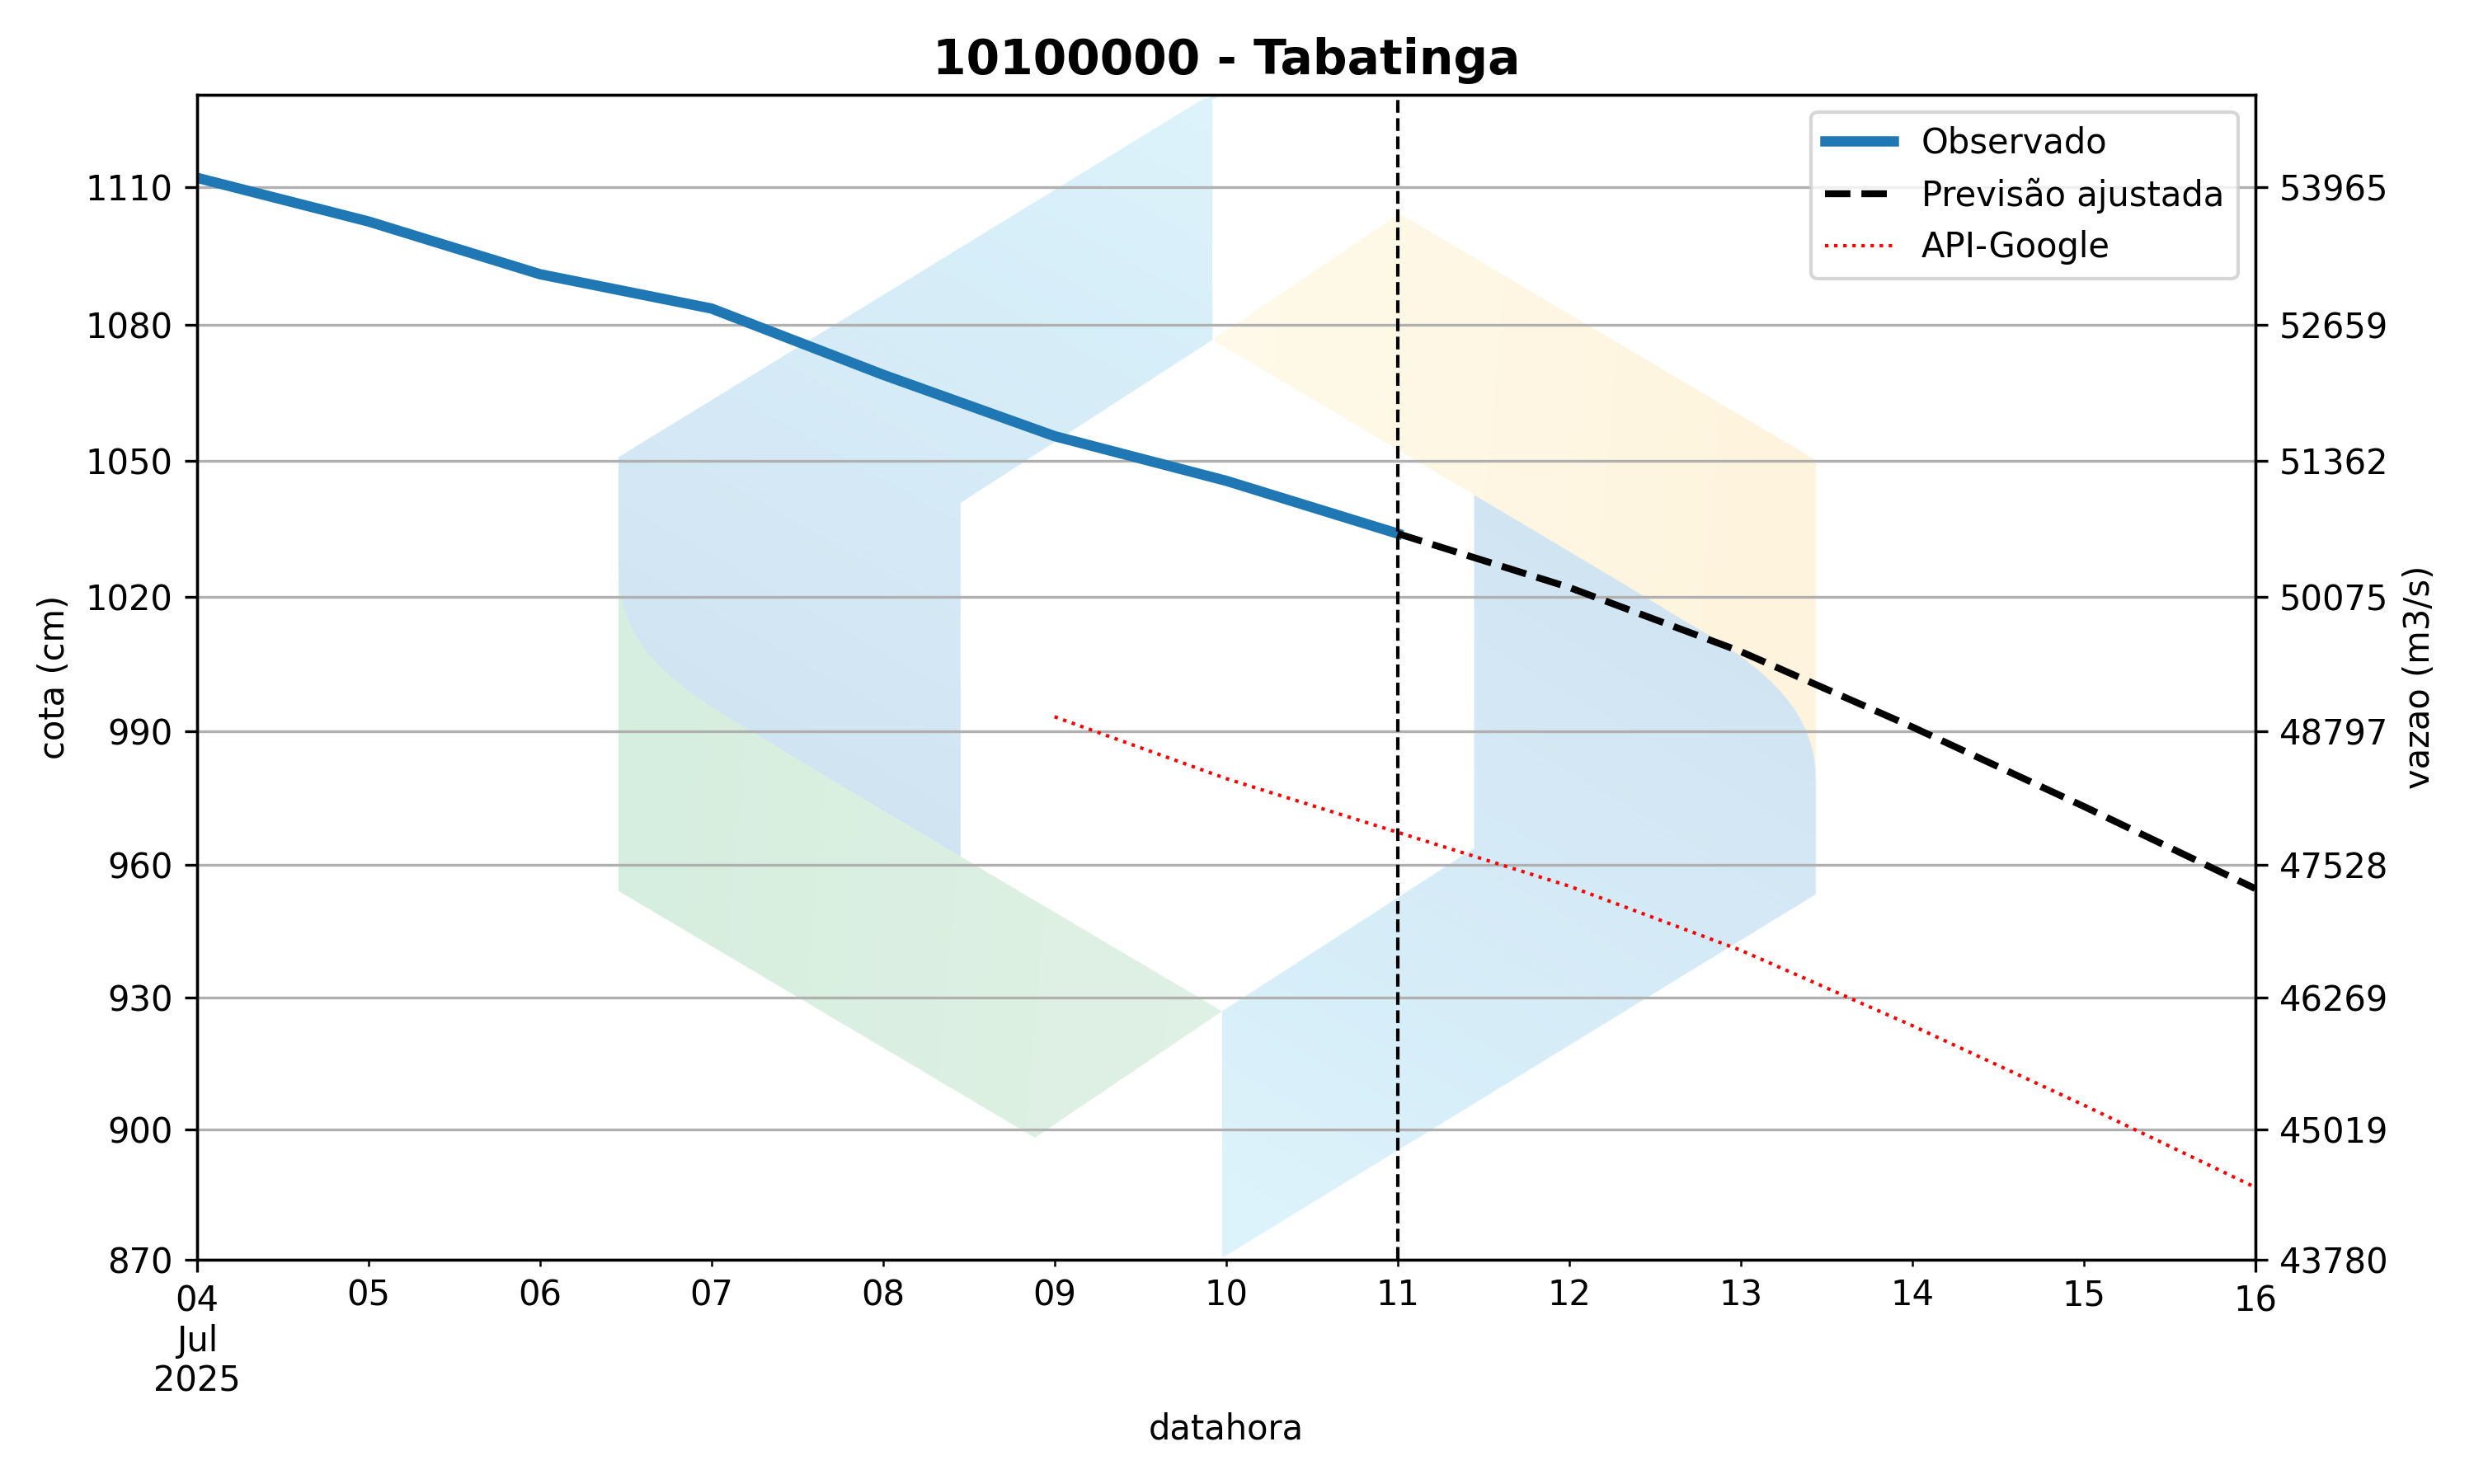 10100000 - Tabatinga
Observado
Previsão ajustada
API-Google
1110
1080
1050
1020
990
960
930
900
870
cota (cm)
53965
52659
51362
50075
48797
47528
46269
45019
43780
vazao (m3/s)
04 05 06 07 08 09 10 11 12 13 14 15 16
Jul
2025
datahora